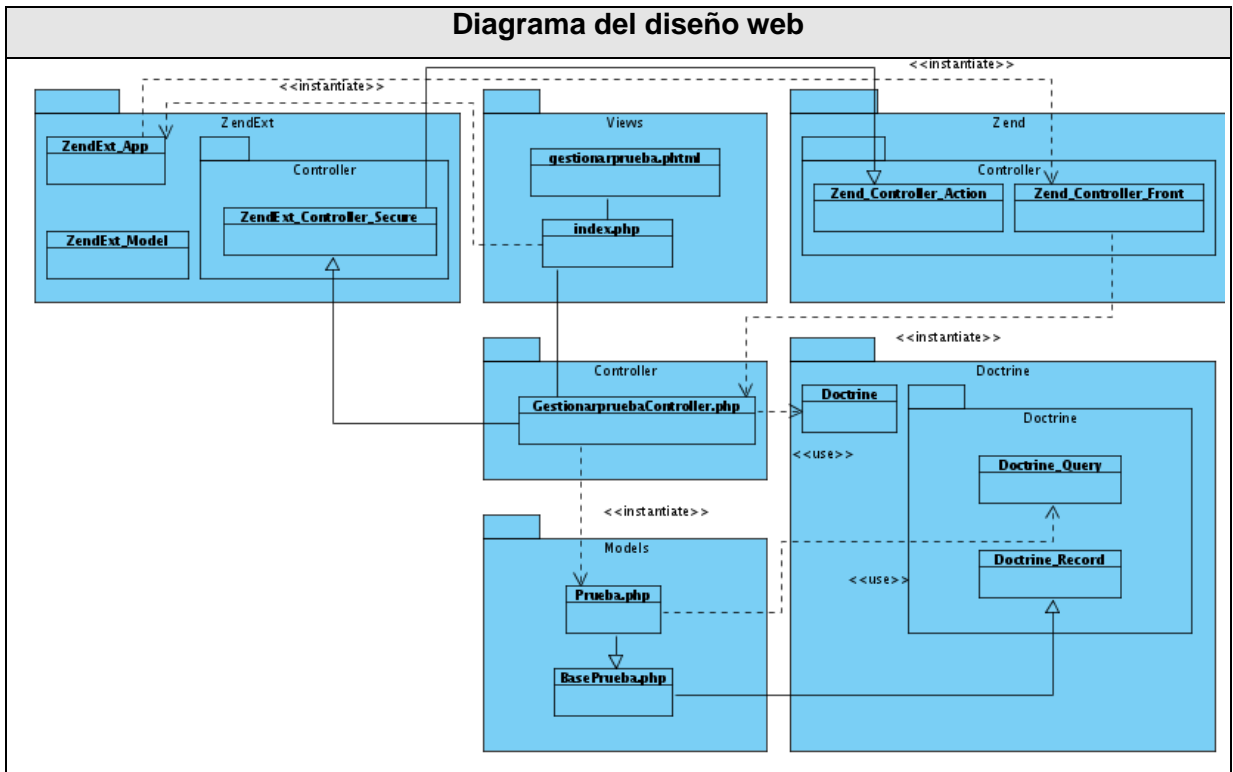 Diagrama del diseño web
<<instantiate>>
<<instantiate>>
ZendExt
ZendExt_App
Controller
ZendExt_Controller_Secure
ZendExt_Model
Views
gestionarprueba.phtml
index.php
Zend
Controller
Zend_Controller_Action
Zend_Controller_Front
<<instantiate>>
Controller
GestionarpruebaController.php
Doctrine
Doctrine
<<use>>
Doctrine
Doctrine_Query
Doctrine_Record
<<instantiate>>
<<use>>
Models
Prueba.php
BasePrueba.php